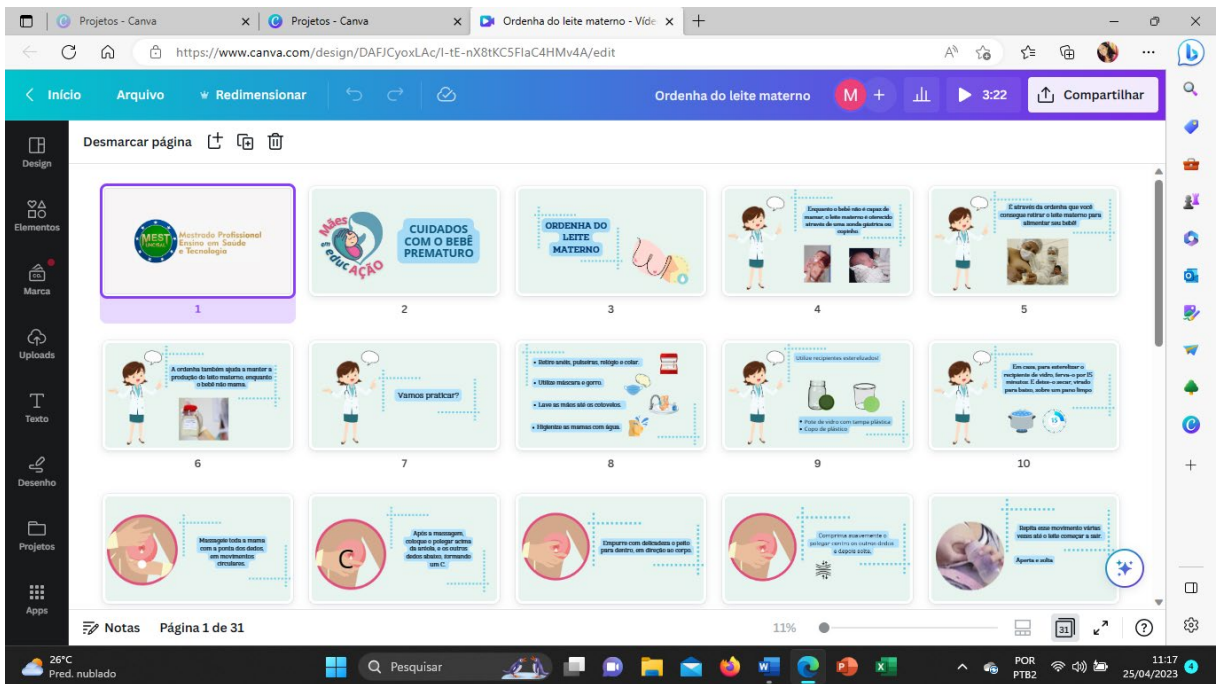 Projetos - Canva
Projetos - Canva
Ordenha do leite materno - Víde
https://www.canva.com/design/DAFJCyoxLAc/I-tE-nX8tKC5FIaC4HMv4A/edit
Início
Arquivo
Redimensionar
Ordenha do leite materno
M
+
3:22
Compartilhar
Desmarcar página
Design
Elementos
CO.
Marca
Uploads
Texto
Desenho
Projetos
Apps
MEST
Mestrado Profissional
Ensino em Saúde
e Tecnologia
1
Mães
em educAÇÃO
CUIDADOS
COM O BEBÊ
PREMATURO
2
ORDENHA DO
LEITE
MATERNO
3
Enquanto o bebê não é capaz de
mamar, o leite materno é oferecido
através de uma sonda gástrica ou
copinho.
4
É através da ordenha que você
consegue retirar o leite materno para
alimentar seu bebê!
5
A ordenha também ajuda a manter a
produção do leite materno, enquanto
o bebê não mama.
6
Vamos praticar?
7
• Retire anéis, pulseiras, relógio e colar.
• Utilize máscara e gorro.
• Lave as mãos até os cotovelos.
• Higienize as mamas com água.
8
Utilize recipientes esterelizados!
• Pote de vidro com tampa plástica
• Copo de plástico
9
Em casa, para esterelizar o
recipiente de vidro, ferva-o por 15
minutos. E deixe-o secar, virado
para baixo, sobre um pano limpo.
15
10
Massageie toda a mama
com a ponta dos dedos,
em movimentos
circulares.
C
Após a massagem,
coloque o polegar acima
da aréola, e os outros
dedos abaixo, formando
um C.
Empurre com delicadeza o peito
para dentro, em direção ao corpo.
Comprima suavemente o
polegar contra os outros dedos
e depois solte.
Repita esse movimento várias
vezes até o leite começar a sair.
Aperta e solta
Notas
Página 1 de 31
11%
31
26°C
Pred. nublado
Pesquisar
POR
PTB2
11:17
25/04/2023
4